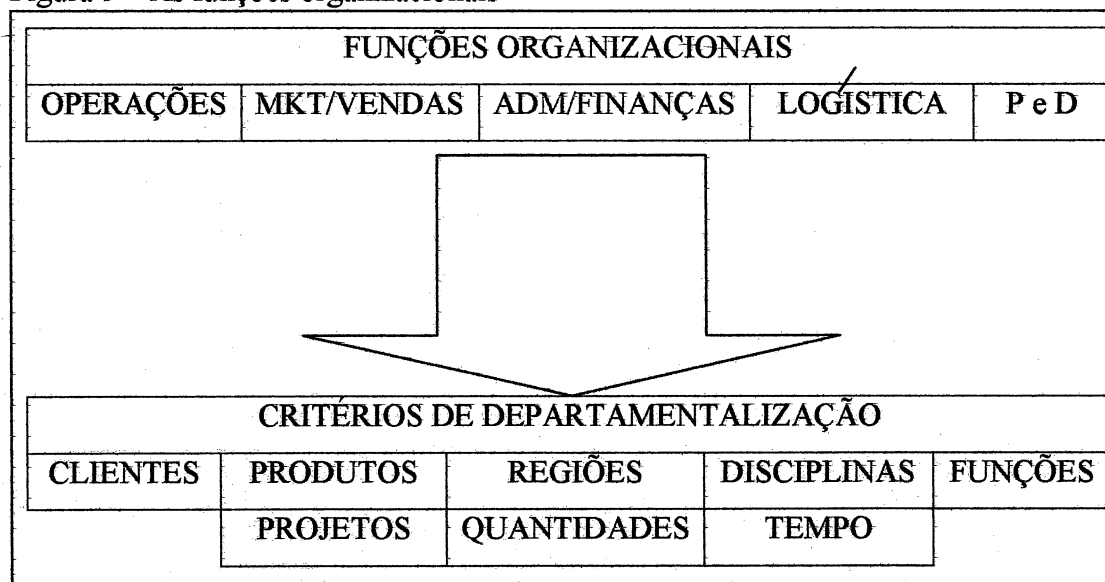 FUNÇÕES ORGANIZACIONAIS
OPERAÇÕES MKT/VENDAS ADM/FINANÇAS LOGÍSTICA P e D
CRITÉRIOS DE DEPARTAMENTALIZAÇÃO
CLIENTES PRODUTOS REGIÕES DISCIPLINAS FUNÇÕES
PROJETOS QUANTIDADES TEMPO